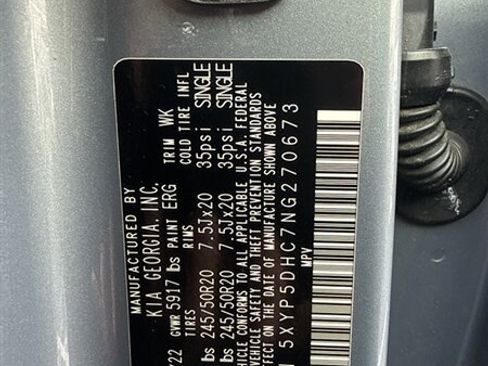 MANUFACTURED BY
KIA GEORGIA, INC.
/22 GVWR 5917 lbs PAINT ERG TRIM WK
TIRES RIMS COLD TIRE INFL
lbs 245/50R20 7.5Jx20 35psi SINGLE
lbs 245/50R20 7.5Jx20 35psi SINGLE
VEHICLE CONFORMS TO ALL APPLICABLE U.S.A. FEDERAL
VEHICLE SAFETY AND THEFT PREVENTION STANDARDS
EFFECT ON THE DATE OF MANUFACTURE SHOWN ABOVE
5XYP5DHC7NG270673
MPV